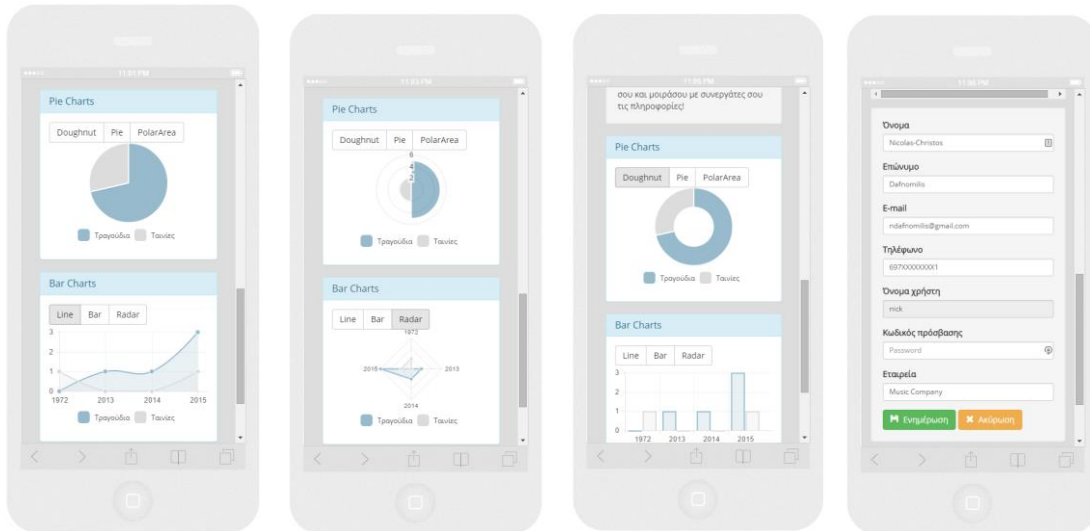 11:51 PM
Pie Charts
Doughnut Pie PolarArea
Τραγούδια Ταινίες
Bar Charts
Line Bar Radar
3
2
1
0
1972 2013 2014 2015
Τραγούδια Ταινίες
11:53 PM
Pie Charts
Doughnut Pie PolarArea
6
4
2
Τραγούδια Ταινίες
Bar Charts
Line Bar Radar
1972
2015 2013
2014
Τραγούδια Ταινίες
σου και μοιράσου με συνεργάτες σου
τις πληροφορίες!
Pie Charts
Doughnut Pie PolarArea
Τραγούδια Ταινίες
Bar Charts
Line Bar Radar
3
2
1
0
1972 2013 2014 2015
Όνομα
Nicolas-Christos
Επώνυμο
Dafnomilis
E-mail
ndafnomilis@gmail.com
Τηλέφωνο
Όνομα χρήστη
nick
Κωδικός πρόσβασης
Password
Εταιρεία
Music Company
Ενημέρωση Ακύρωση